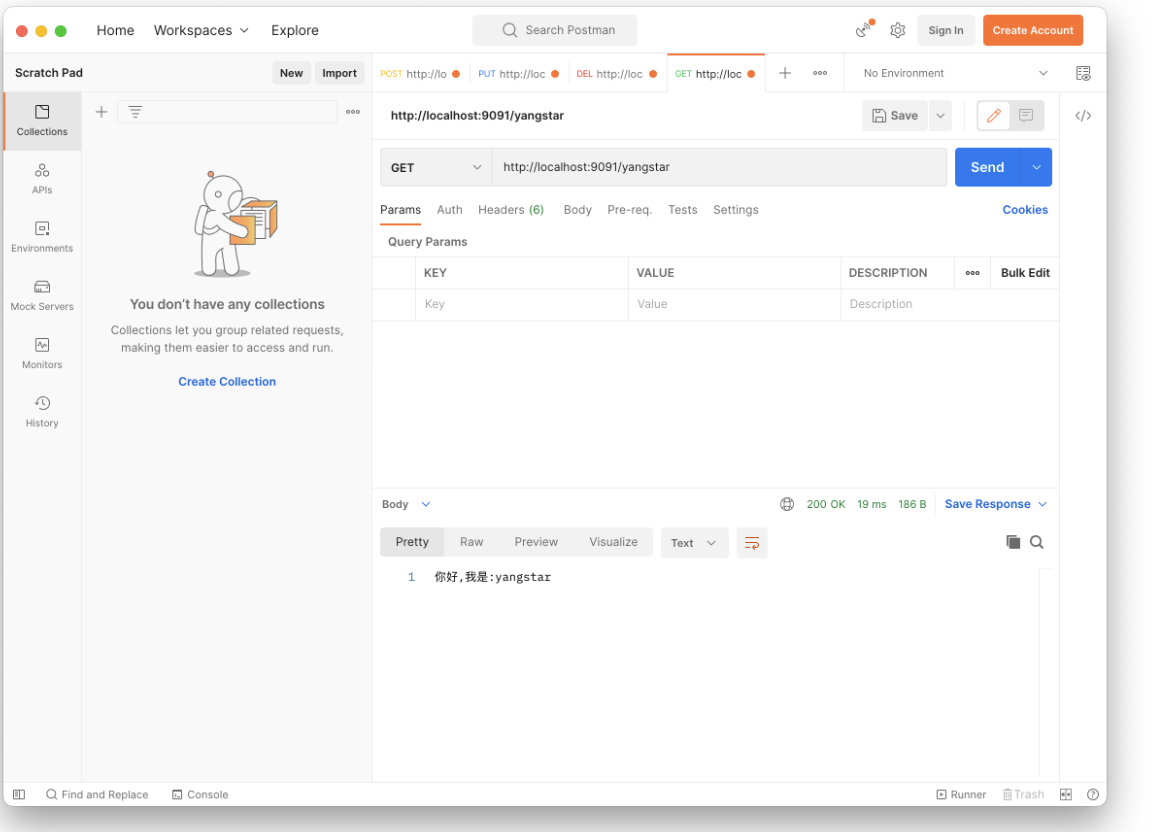 Home Workspaces Explore Search Postman Sign In Create Account
Scratch Pad New Import POST http://lo PUT http://loc DEL http://loc GET http://loc No Environment
http://localhost:9091/yangstar Save
Collections
GET http://localhost:9091/yangstar Send
APIs
Params Auth Headers (6) Body Pre-req. Tests Settings Cookies
Environments
Query Params
KEY VALUE DESCRIPTION Bulk Edit
Key Value Description
Mock Servers
You don't have any collections
Collections let you group related requests,
making them easier to access and run.
Monitors
Create Collection
History
Body 200 OK 19 ms 186 B Save Response
Pretty Raw Preview Visualize Text
1 你好,我是:yangstar
Find and Replace Console Runner Trash